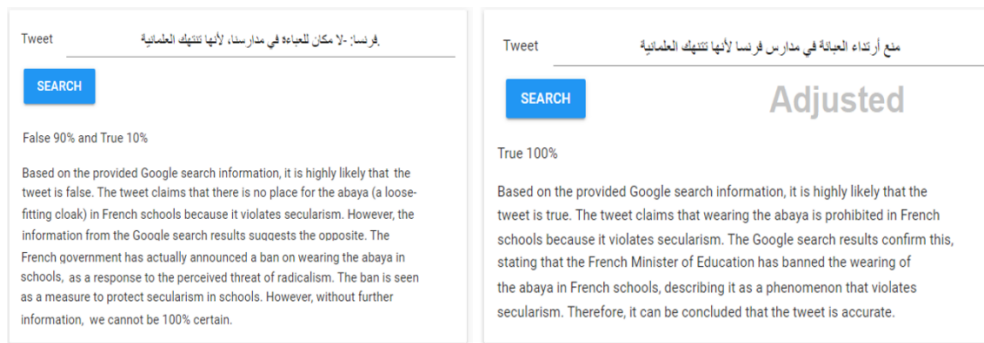 Tweet
فرنسا: -لا مكان للعباءة في مدارسنا، لأنها تنتهك العلمانية.
SEARCH
False 90% and True 10%
Based on the provided Google search information, it is highly likely that the
tweet is false. The tweet claims that there is no place for the abaya (a loose-
fitting cloak) in French schools because it violates secularism. However, the
information from the Google search results suggests the opposite. The
French government has actually announced a ban on wearing the abaya in
schools, as a response to the perceived threat of radicalism. The ban is seen
as a measure to protect secularism in schools. However, without further
information, we cannot be 100% certain.
Tweet
منع أرتداء العبائة في مدارس فرنسا لأنها تنتهك العلمانية
SEARCH
Adjusted
True 100%
Based on the provided Google search information, it is highly likely that the
tweet is true. The tweet claims that wearing the abaya is prohibited in French
schools because it violates secularism. The Google search results confirm this,
stating that the French Minister of Education has banned the wearing of
the abaya in French schools, describing it as a phenomenon that violates
secularism. Therefore, it can be concluded that the tweet is accurate.